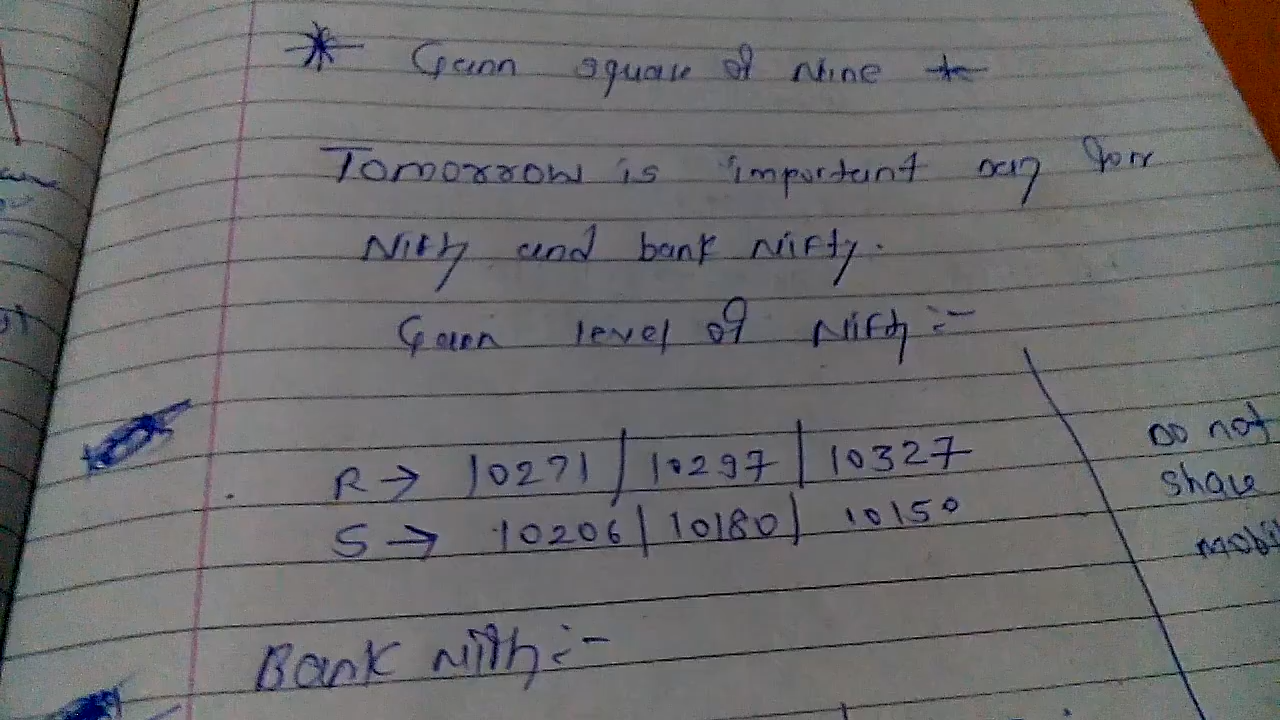 * Gann square of Nine *
Tomorrow is important day for
Nifty and bank Nifty.
Gann level of Nifty :-
R → 10271 | 10297 | 10327
S → 10206 | 10180 | 10150
Do not
share
mobi
Bank Nifty :-